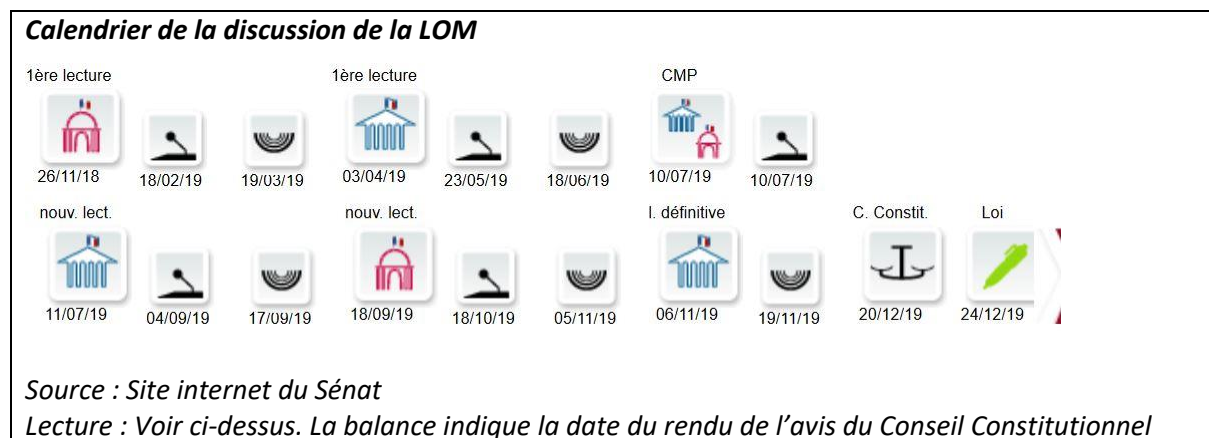 Calendrier de la discussion de la LOM
1ère lecture 1ère lecture CMP
26/11/18 18/02/19 19/03/19 03/04/19 23/05/19 18/06/19 10/07/19 10/07/19
nouv. lect. nouv. lect. l. définitive C. Constit. Loi
11/07/19 04/09/19 17/09/19 18/09/19 18/10/19 05/11/19 06/11/19 19/11/19 20/12/19 24/12/19
Source : Site internet du Sénat
Lecture : Voir ci-dessus. La balance indique la date du rendu de l’avis du Conseil Constitutionnel